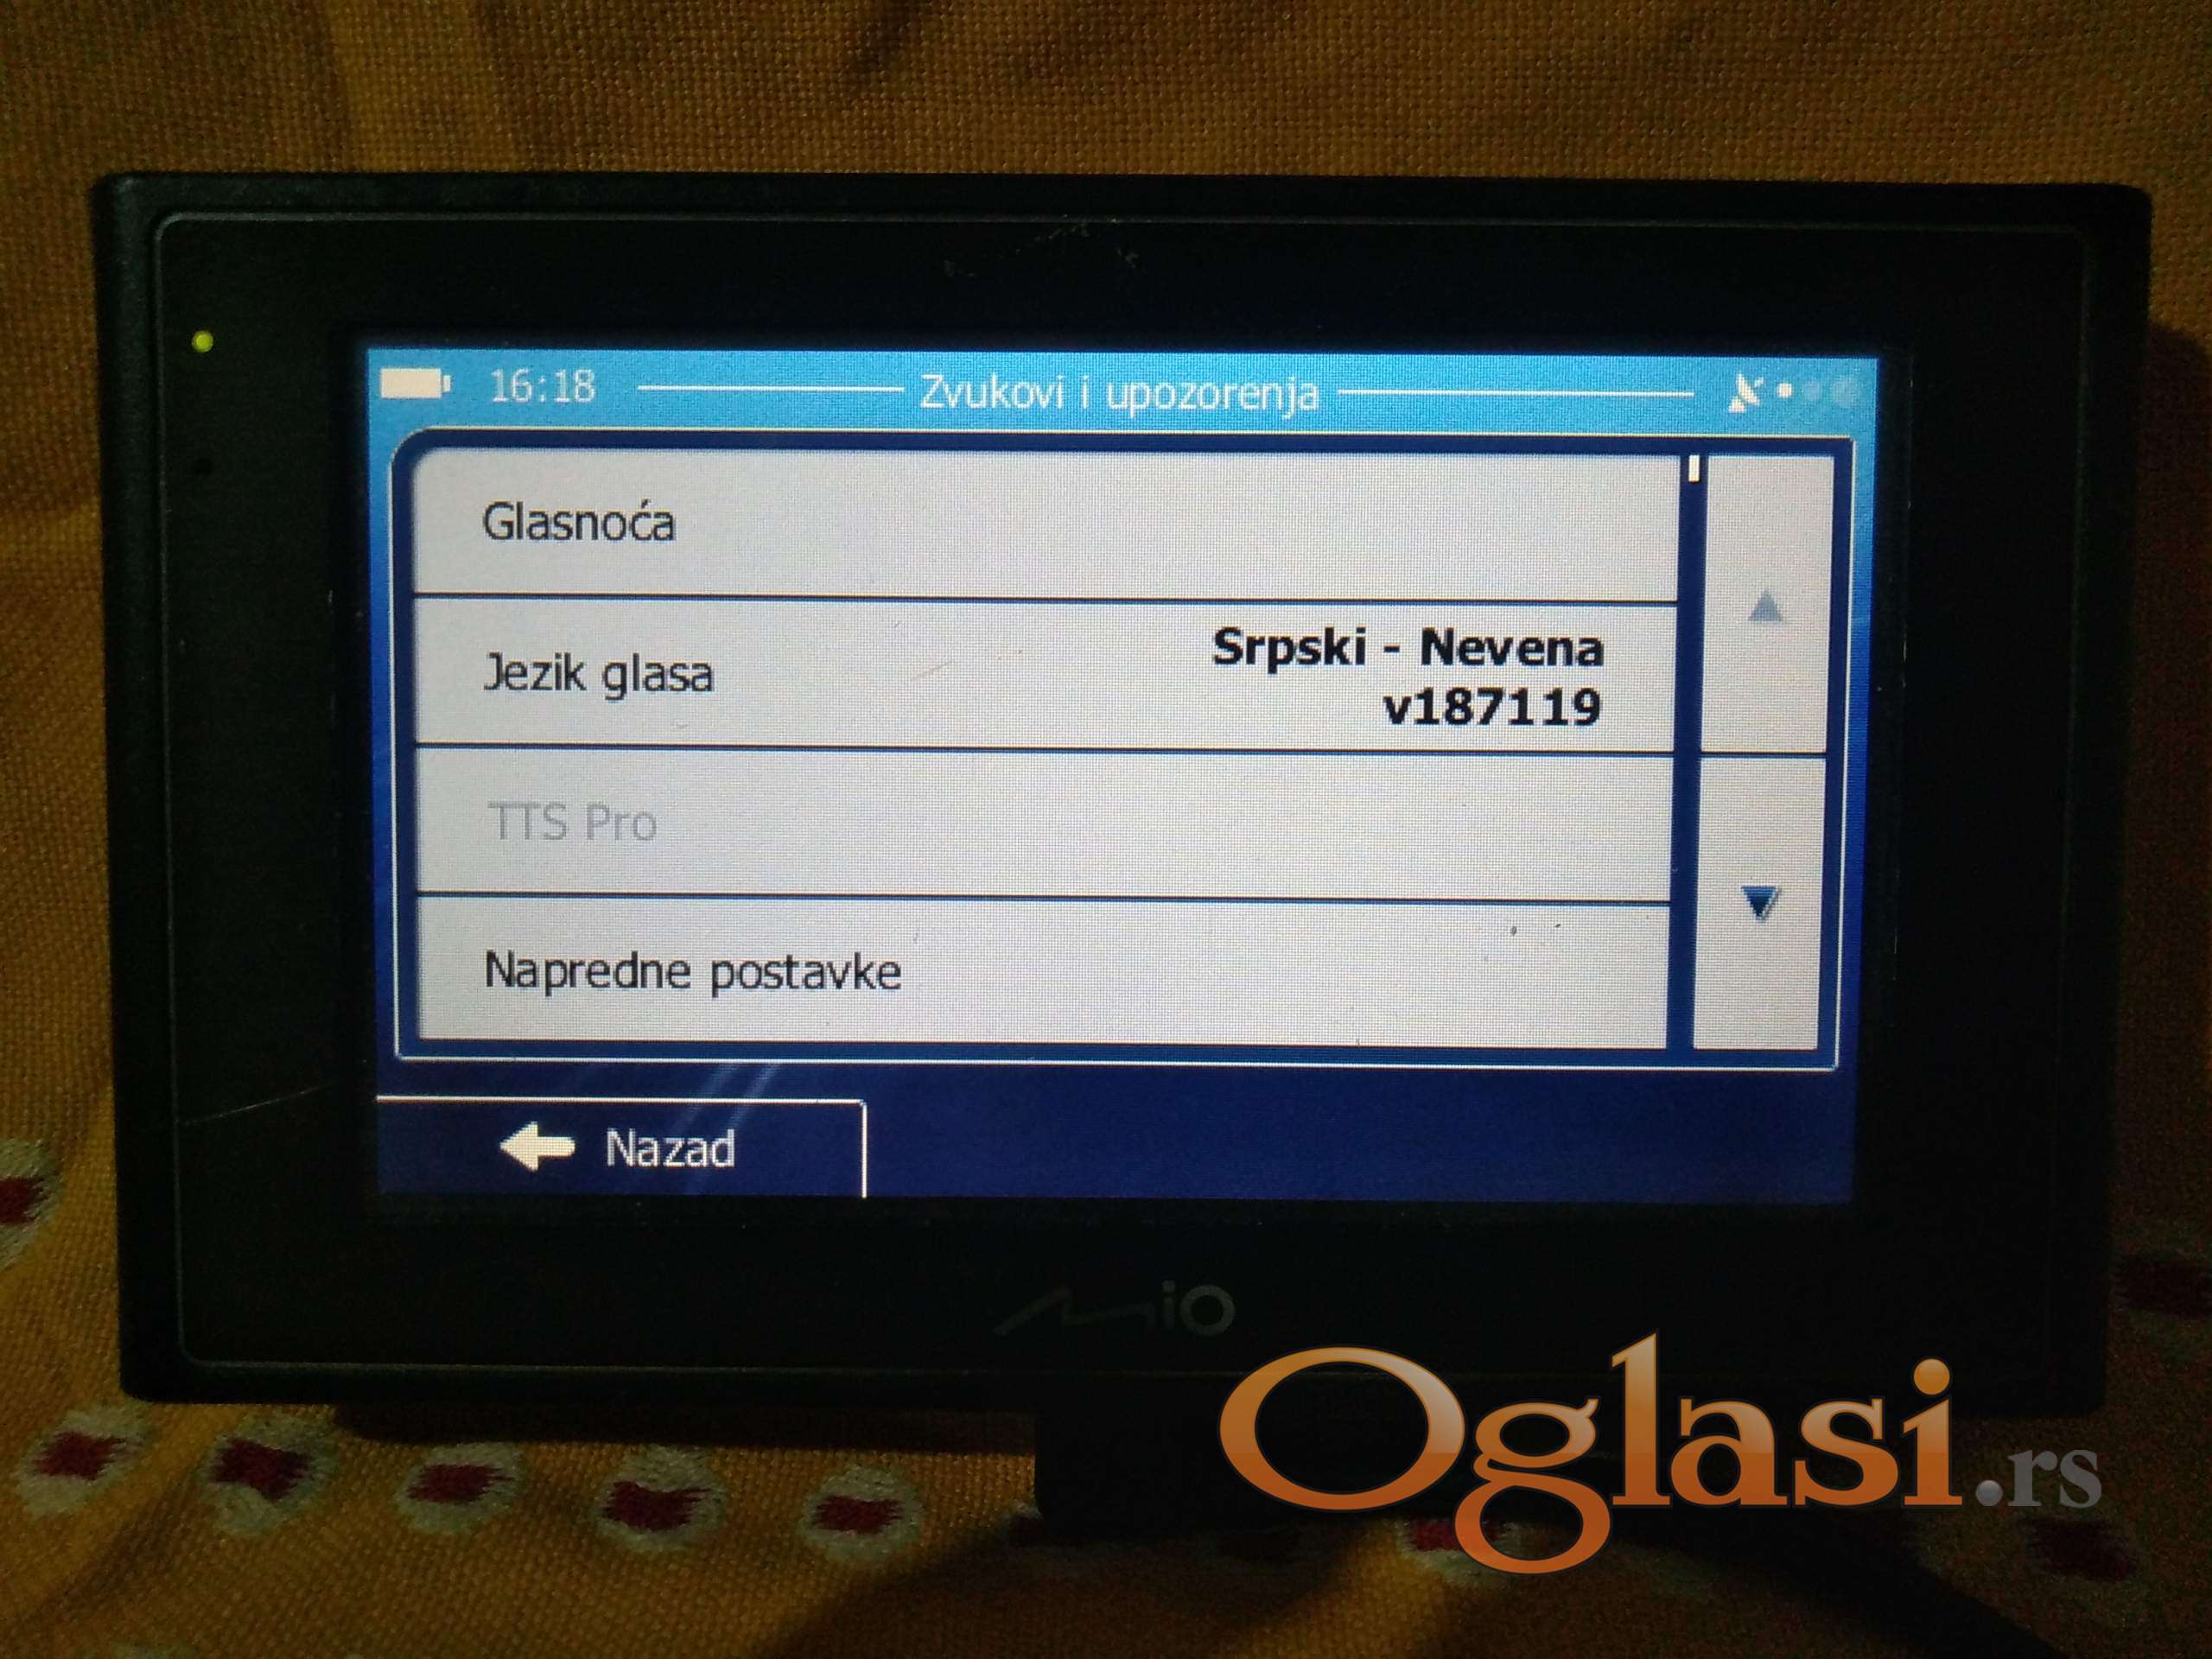 16:18 Zvukovi i upozorenja
Glasnoća
Jezik glasa
Srpski - Nevena
v187119
TTS Pro
Napredne postavke
Nazad
Mio
Oglasi.rs